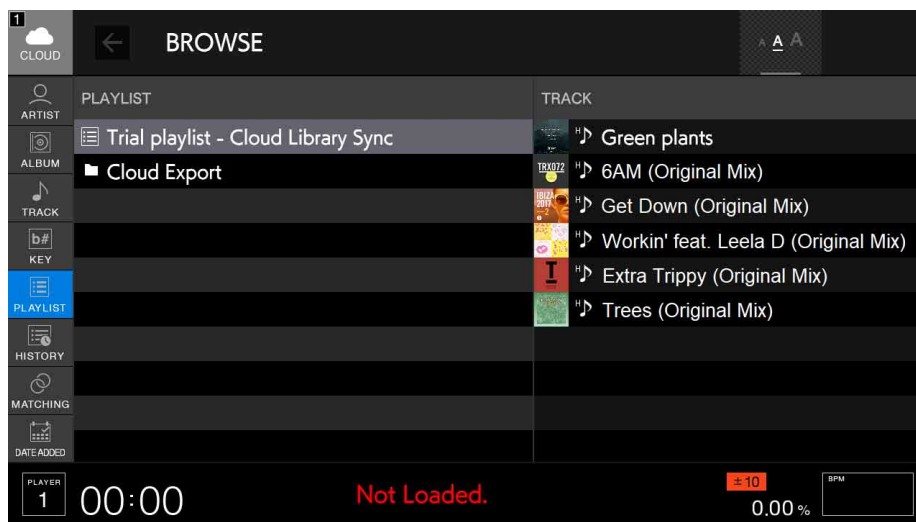 1
CLOUD
BROWSE
A A A
ARTIST
ALBUM
TRACK
b#
KEY
PLAYLIST
HISTORY
MATCHING
DATE ADDED
PLAYLIST
Trial playlist - Cloud Library Sync
Cloud Export
TRACK
H Green plants
TRX072
H 6AM (Original Mix)
IBIZA
2017
H Get Down (Original Mix)
H Workin' feat. Leela D (Original Mix)
H Extra Trippy (Original Mix)
H Trees (Original Mix)
PLAYER
1
00:00
Not Loaded.
±10
0.00 %
BPM